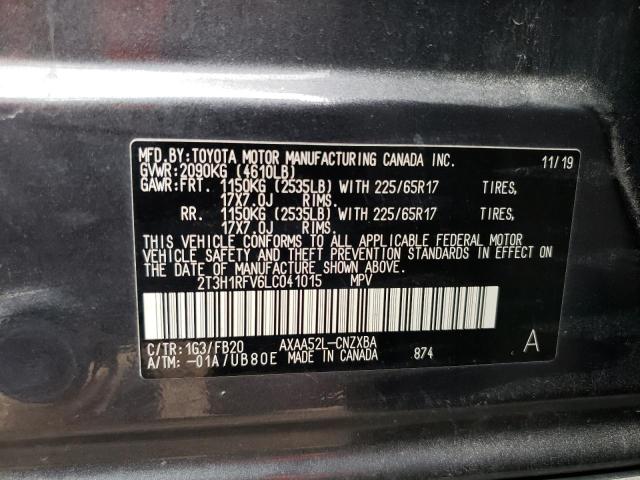 MFD.BY:TOYOTA MOTOR MANUFACTURING CANADA INC. 11/19
GVWR:2090KG (4610LB)
GAWR:FRT. 1150KG (2535LB) WITH 225/65R17 TIRES,
17X7.0J RIMS.
RR. 1150KG (2535LB) WITH 225/65R17 TIRES,
17X7.0J RIMS.
THIS VEHICLE CONFORMS TO ALL APPLICABLE FEDERAL MOTOR
VEHICLE SAFETY AND THEFT PREVENTION STANDARDS IN EFFECT
ON THE DATE OF MANUFACTURE SHOWN ABOVE.
2T3H1RFV6LC041015 MPV
C/TR:1G3/FB20 AXAA52L-CNZXBA A
A/TM:-01A/UB80E MADE IN CANADA 874